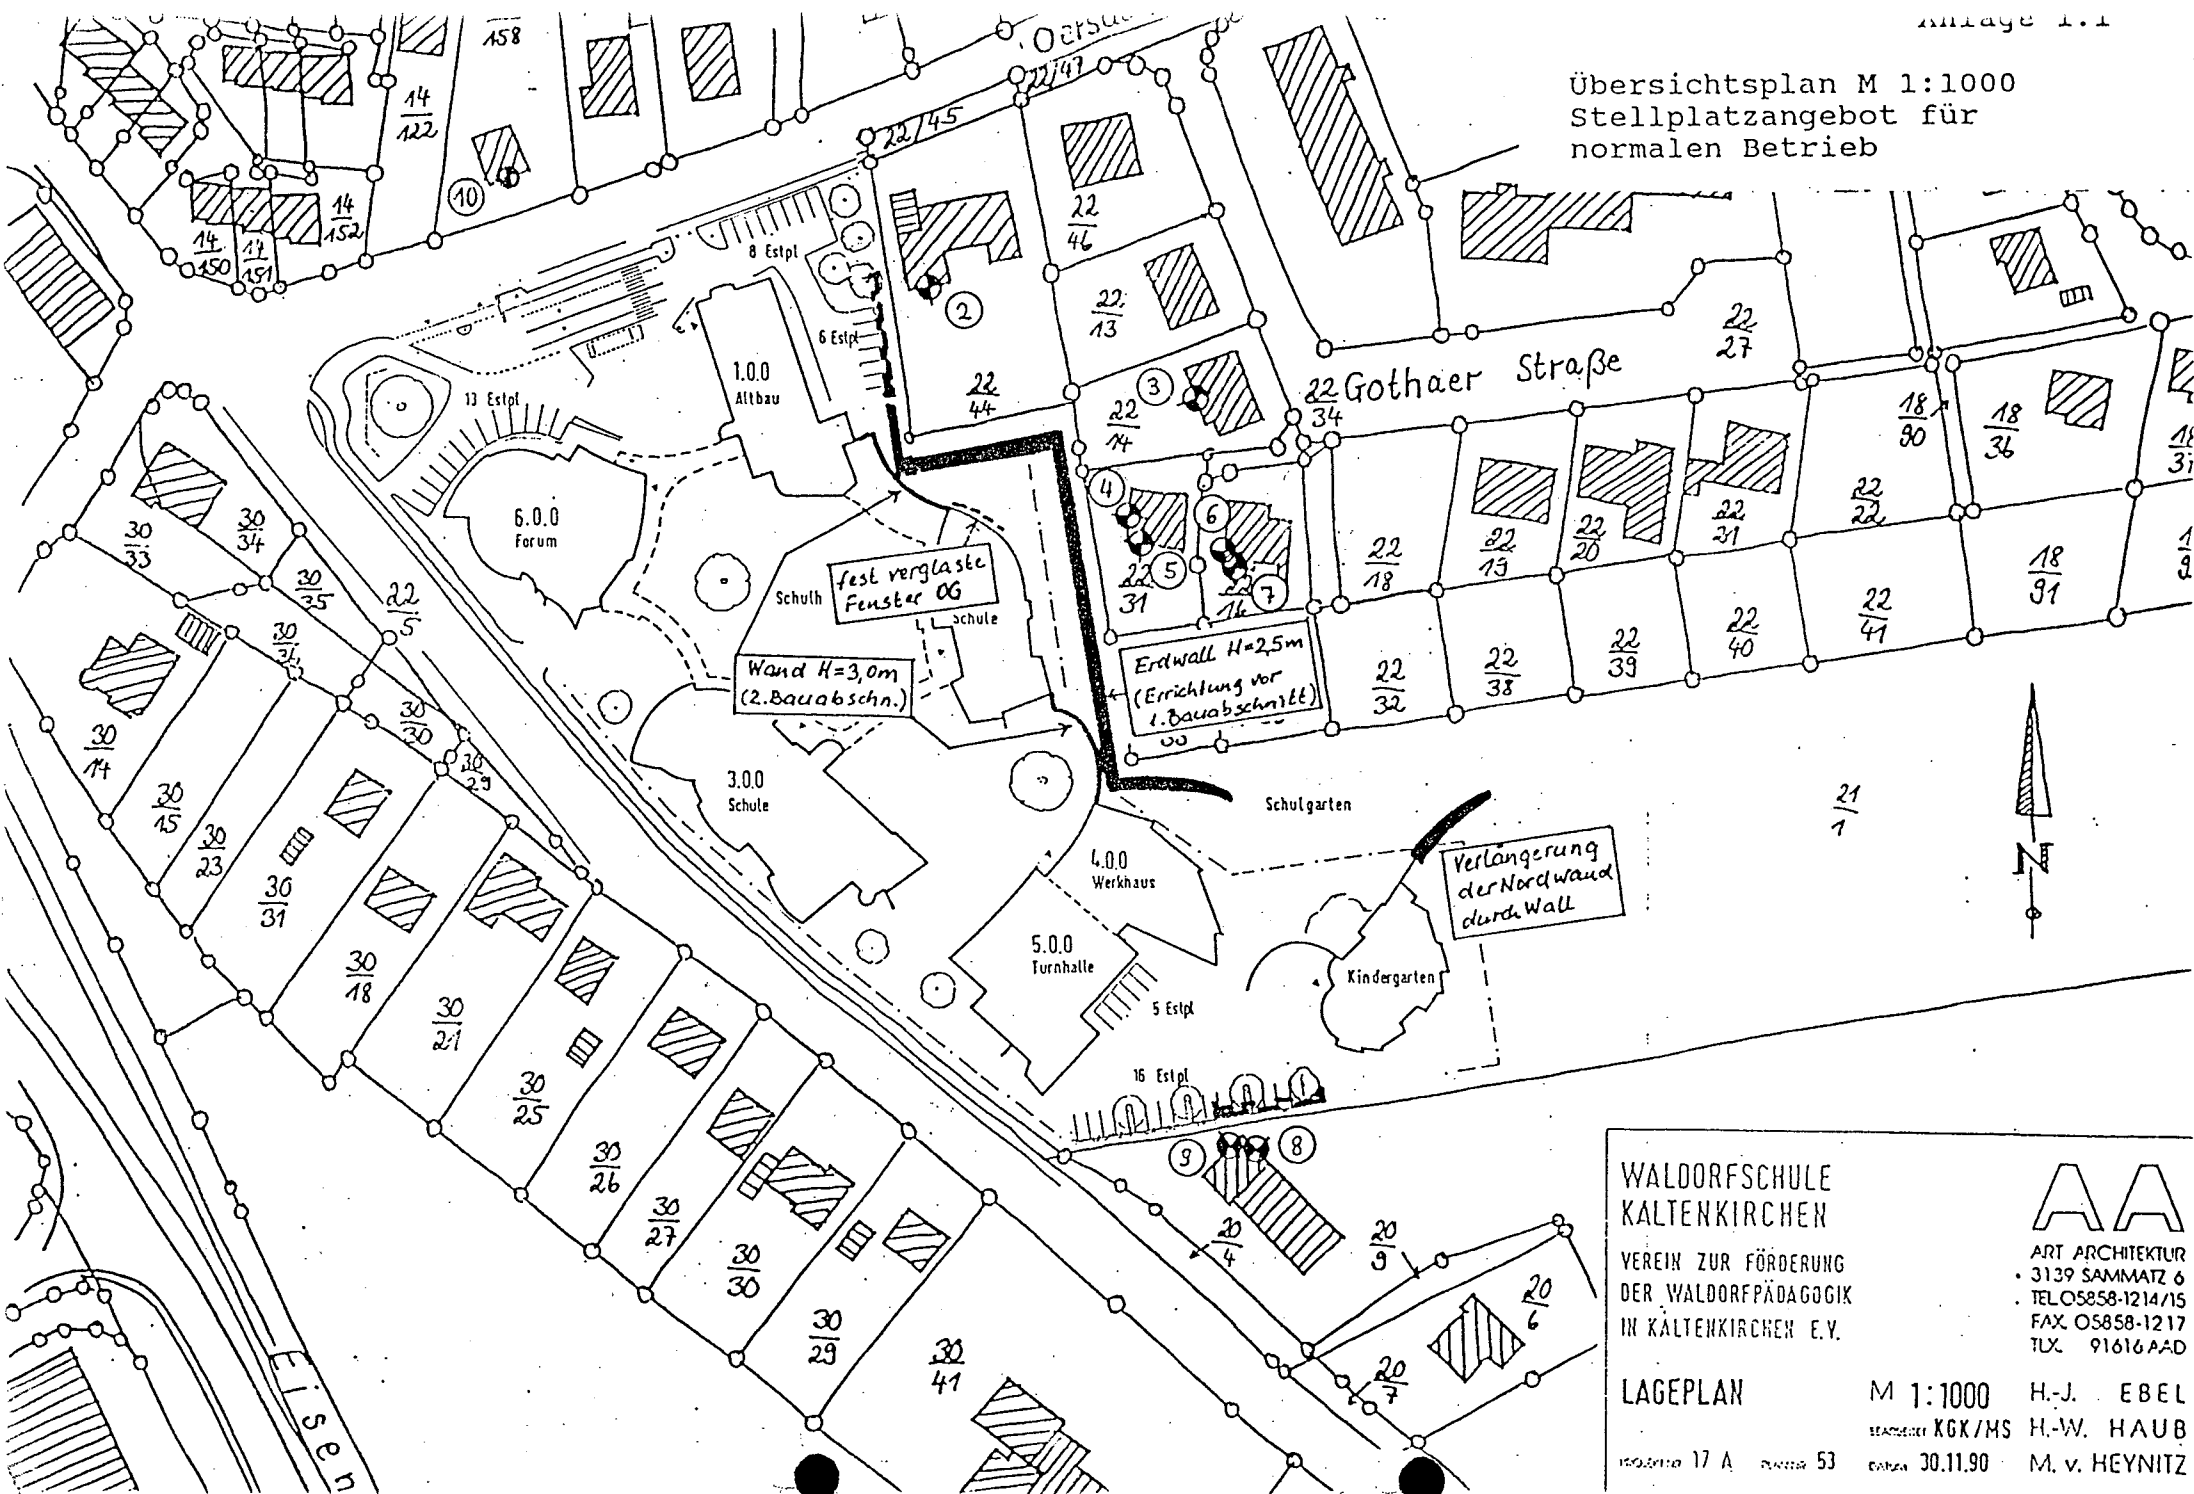 Anlage 1.1
Übersichtsplan M 1:1000
Stellplatzangebot für
normalen Betrieb
158
14
122
14
152
14
150
14
151
10
22/45
22/47
22
46
22
13
22
44
22
14
22
34
Gothaer Straße
22
27
18
90
18
36
2
3
4
5
6
7
8 Estpl
6 Estpl
13 Estpl
1.0.0
Altbau
6.0.0
Forum
fest verglaste
Fenster OG
Schulh
Schule
Wand H=3,0m
(2.Bauabschn.)
Erdwall H=2,5m
(Errichtung vor
1.Bauabschnitt)
22
31
22
16
22
18
22
19
22
20
22
21
22
22
22
32
22
38
22
39
22
40
22
41
18
91
21
1
N
30
33
30
34
30
35
22
5
30
14
30
15
30
23
30
31
30
30
30
29
30
18
30
21
30
25
30
26
30
27
30
30
30
29
30
41
3.0.0
Schule
4.0.0
Werkhaus
5.0.0
Turnhalle
5 Estpl
16 Estpl
Schulgarten
Kindergarten
Verlängerung
der Nordwand
durch Wall
9
8
20
4
20
9
20
6
20
7
Eisen
WALDORFSCHULE
KALTENKIRCHEN
VEREIN ZUR FÖRDERUNG
DER WALDORFPÄDAGOGIK
IN KALTENKIRCHEN E.V.
AA
ART ARCHITEKTUR
3139 SAMMATZ 6
TEL 05858-1214/15
FAX. 05858-1217
TLX. 91616 AAD
LAGEPLAN
M 1:1000
KGK/MS
H.-J. EBEL
H.-W. HAUB
M. v. HEYNITZ
17 A
53
30.11.90